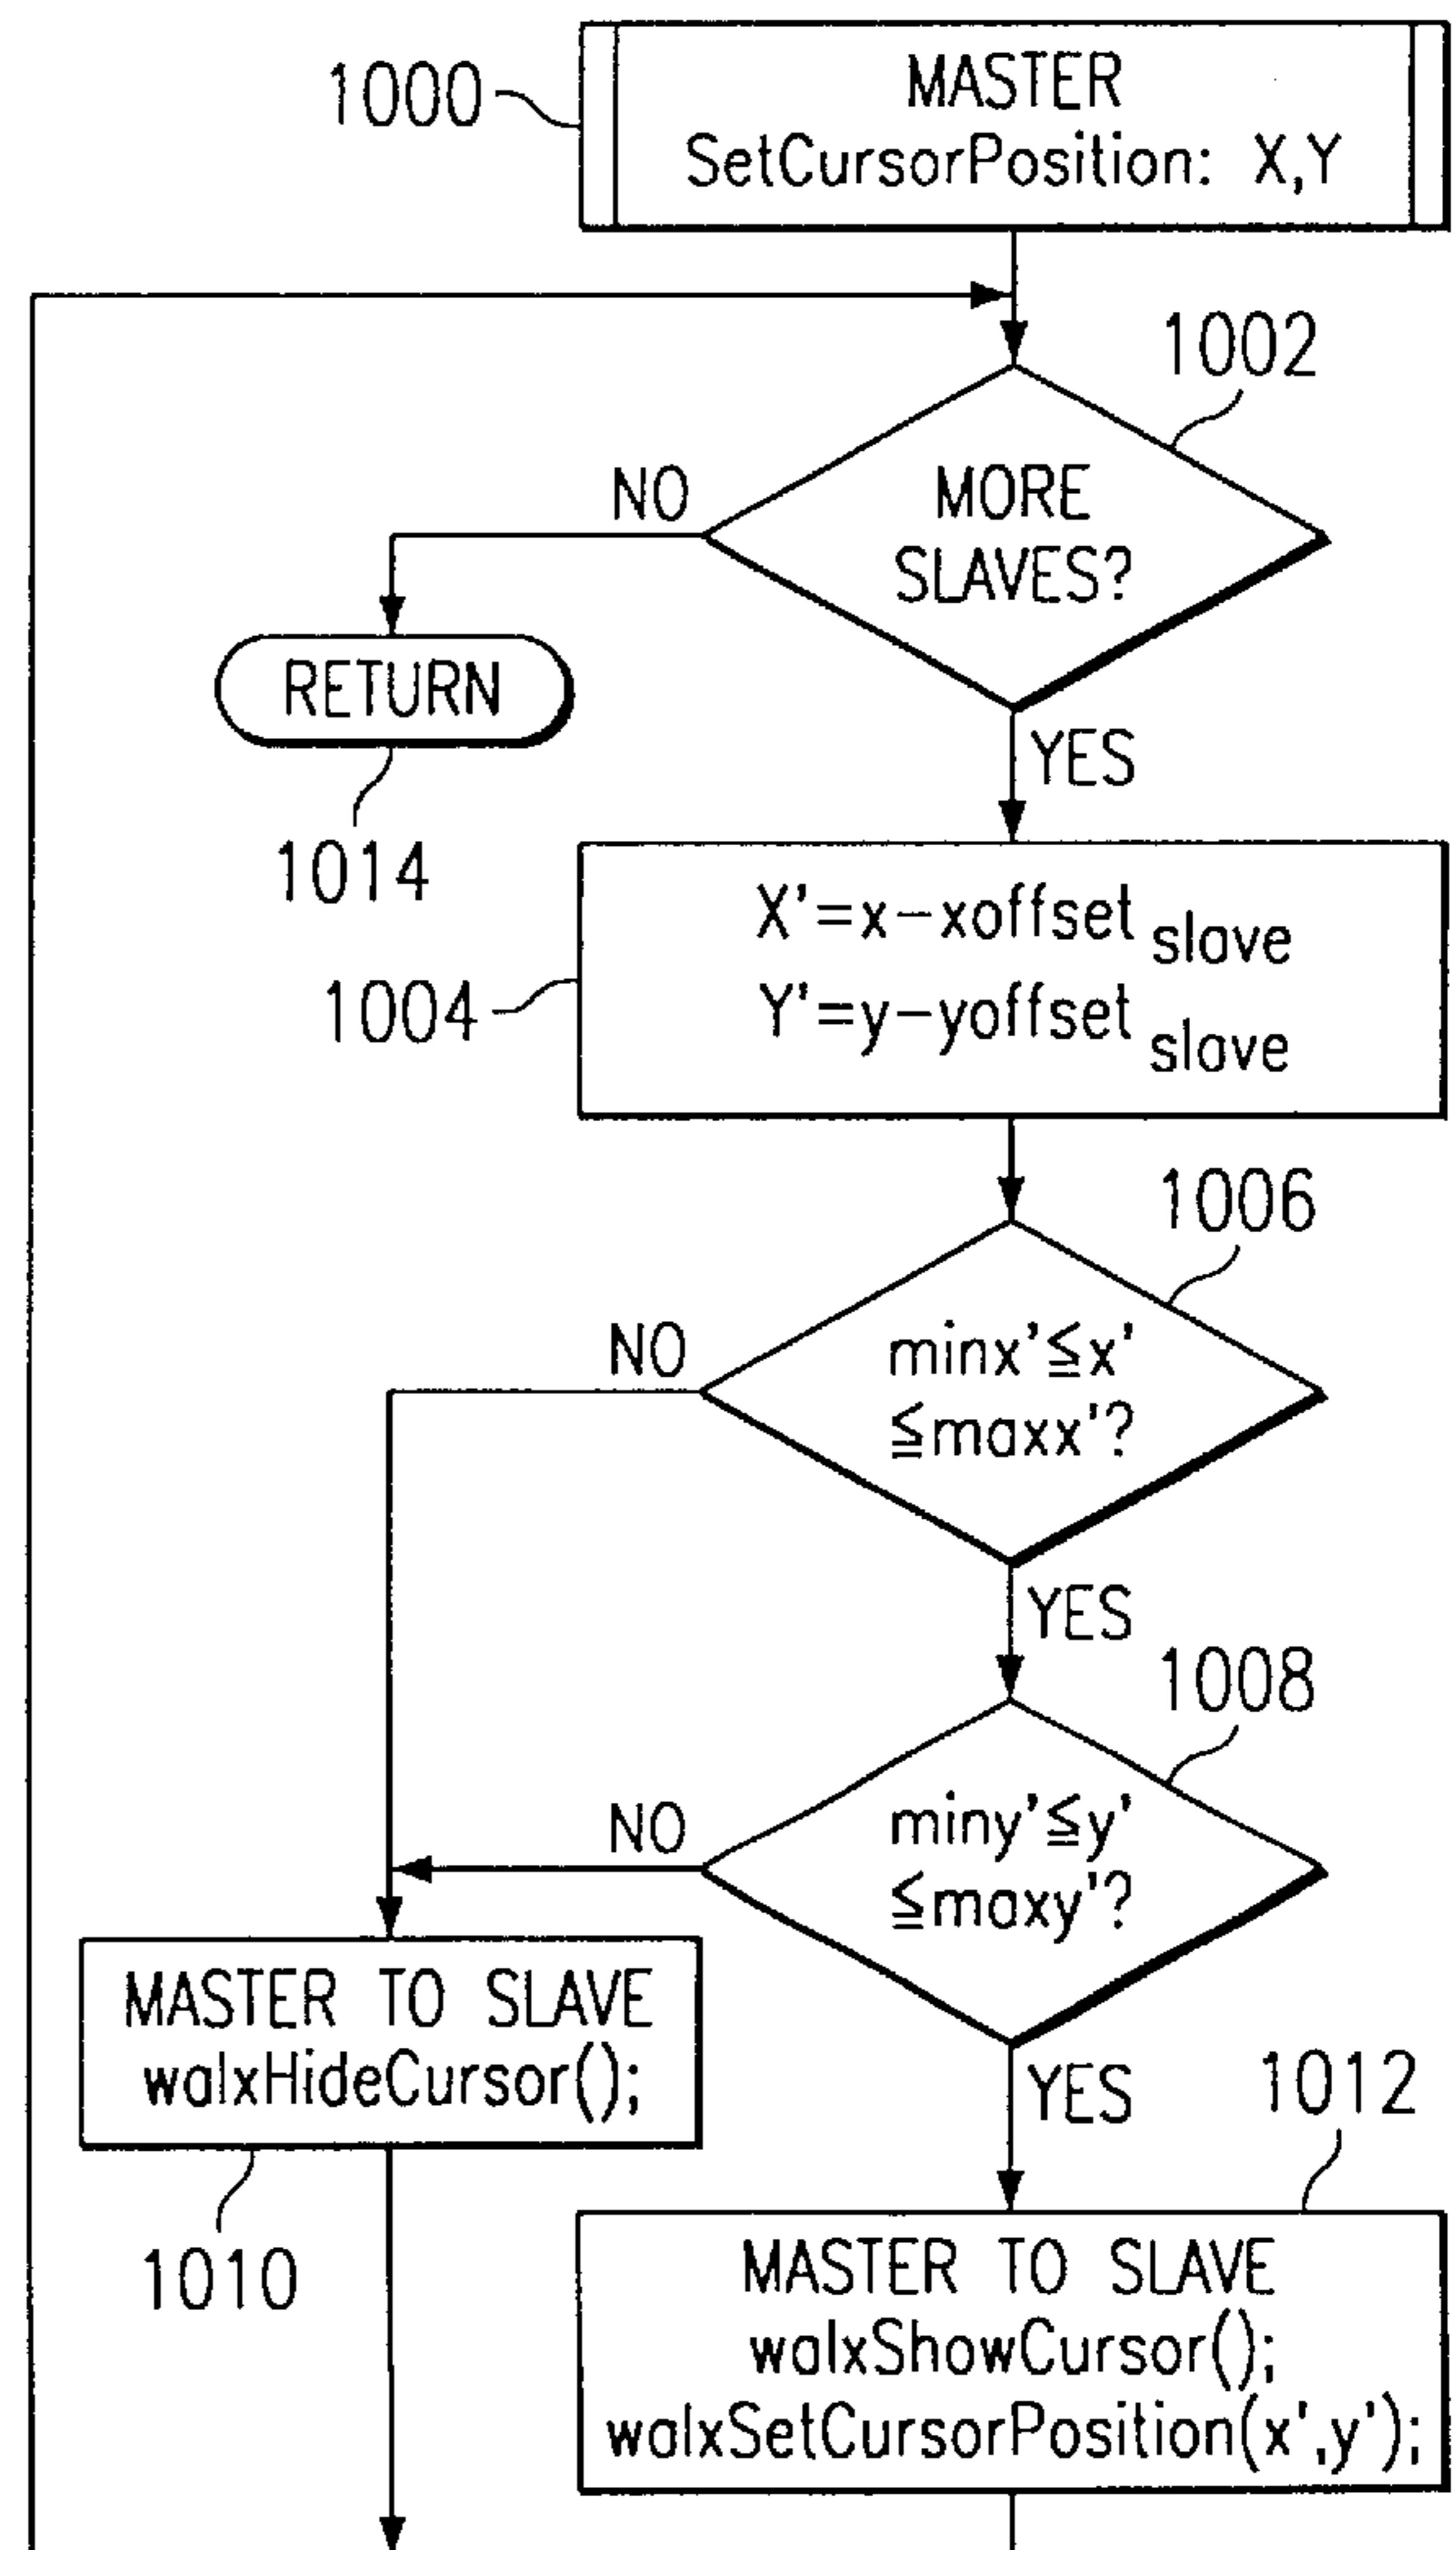 1000
MASTER
SetCursorPosition: X,Y
1002
NO
MORE
SLAVES?
RETURN
YES
1014
X'=x-xoffset slave
1004
Y'=y-yoffset slave
1006
NO
minx'≦x'
≦maxx'?
YES
1008
NO
miny'≦y'
≦maxy'?
MASTER TO SLAVE
walxHideCursor();
YES
1012
1010
MASTER TO SLAVE
walxShowCursor();
walxSetCursorPosition(x',y');